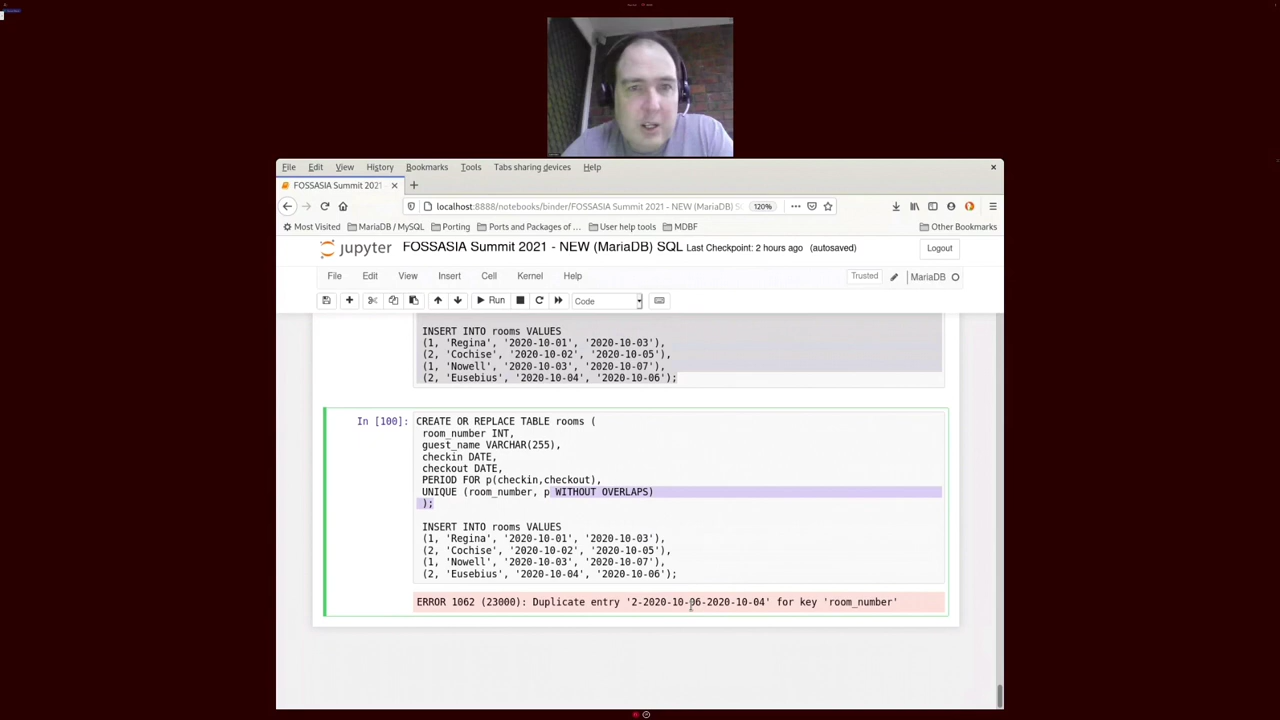 File Edit View History Bookmarks Tools Tabs sharing devices Help
FOSSASIA Summit 2021 -
localhost:8888/notebooks/binder/FOSSASIA Summit 2021 - NEW (MariaDB) S 120%
Most Visited MariaDB / MySQL Porting Ports and Packages of … User help tools MDBF Other Bookmarks
jupyter FOSSASIA Summit 2021 - NEW (MariaDB) SQL Last Checkpoint: 2 hours ago (autosaved) Logout
File Edit View Insert Cell Kernel Help Trusted MariaDB
Run Code
INSERT INTO rooms VALUES
(1, 'Regina', '2020-10-01', '2020-10-03'),
(2, 'Cochise', '2020-10-02', '2020-10-05'),
(1, 'Nowell', '2020-10-03', '2020-10-07'),
(2, 'Eusebius', '2020-10-04', '2020-10-06');
In [100]: CREATE OR REPLACE TABLE rooms (
room_number INT,
guest_name VARCHAR(255),
checkin DATE,
checkout DATE,
PERIOD FOR p(checkin,checkout),
UNIQUE (room_number, p WITHOUT OVERLAPS)
);
INSERT INTO rooms VALUES
(1, 'Regina', '2020-10-01', '2020-10-03'),
(2, 'Cochise', '2020-10-02', '2020-10-05'),
(1, 'Nowell', '2020-10-03', '2020-10-07'),
(2, 'Eusebius', '2020-10-04', '2020-10-06');
ERROR 1062 (23000): Duplicate entry '2-2020-10-06-2020-10-04' for key 'room_number'